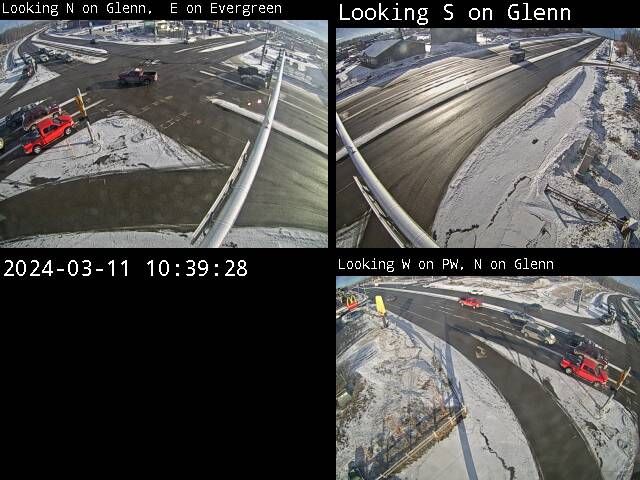 Looking N on Glenn, E on Evergreen
Looking S on Glenn
2024-03-11 10:39:28
Looking W on PW, N on Glenn